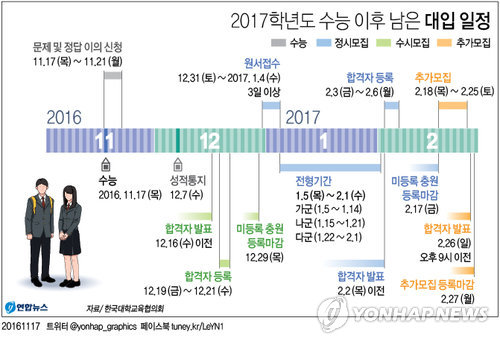 2017학년도 수능 이후 남은 대입 일정
수능 정시모집 수시모집 추가모집
문제 및 정답 이의 신청
11.17(목) ~ 11.21(월)
원서접수
12.31(토) ~ 2017. 1.4(수)
3일 이상
합격자 등록
2.3(금) ~ 2.6(월)
추가모집
2.18(목) ~ 2.25(토)
2016
2017
11
12
1
2
수능
2016. 11.17(목)
성적통지
12.7(수)
합격자 발표
12.16(수) 이전
합격자 등록
12.19(금) ~ 12.21(수)
미등록 충원
등록마감
12.29(목)
전형기간
1.5(목) ~ 2.1(수)
가군(1.5 ~ 1.14)
나군(1.15 ~ 1.21)
다군(1.22 ~ 2.1)
합격자 발표
2.2(목) 이전
미등록 충원
등록마감
2.17(금)
합격자 발표
2.26(일)
오후 9시 이전
추가모집 등록마감
2.27(월)
연합뉴스
자료/ 한국대학교육협의회
YONHAPNEWS
20161117 트위터 @yonhap_graphics 페이스북 tuney.kr/LeYN1